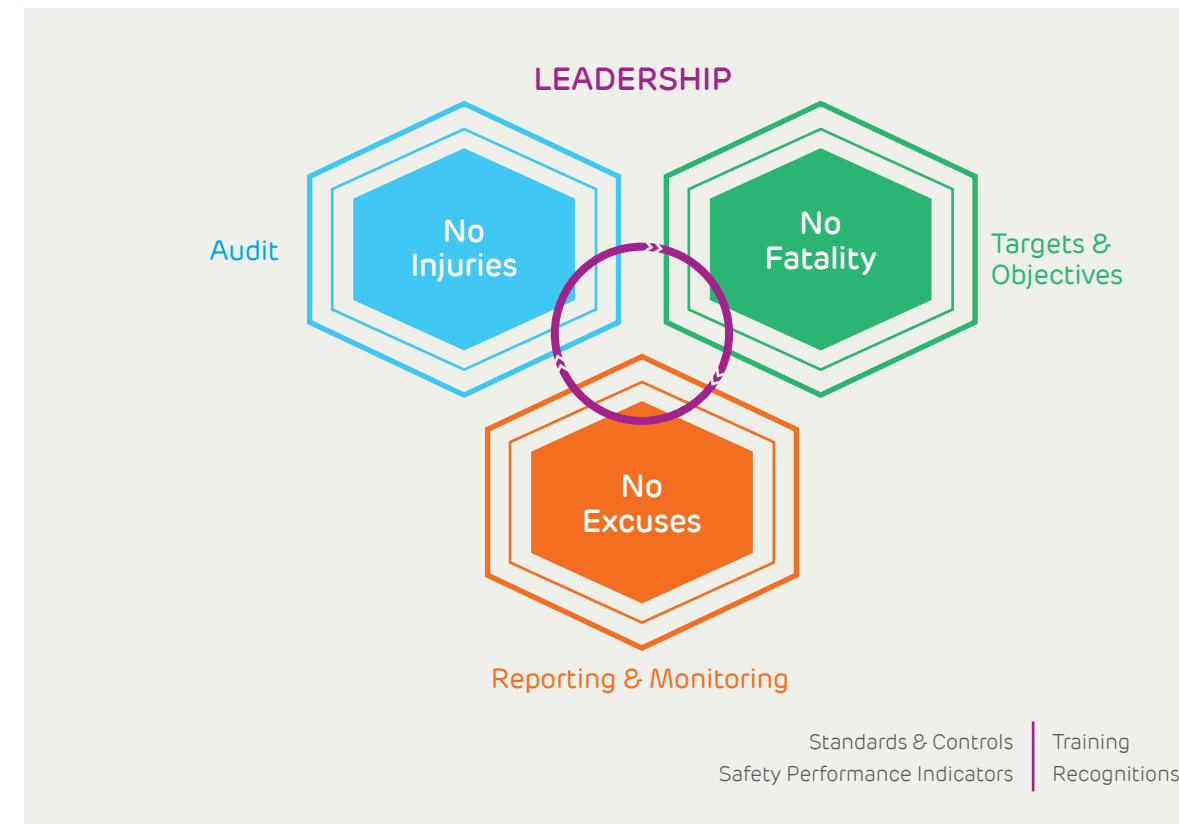 LEADERSHIP
Audit
No
Injuries
No
Fatality
Targets &
Objectives
No
Excuses
Reporting & Monitoring
Standards & Controls
Safety Performance Indicators
Training
Recognitions